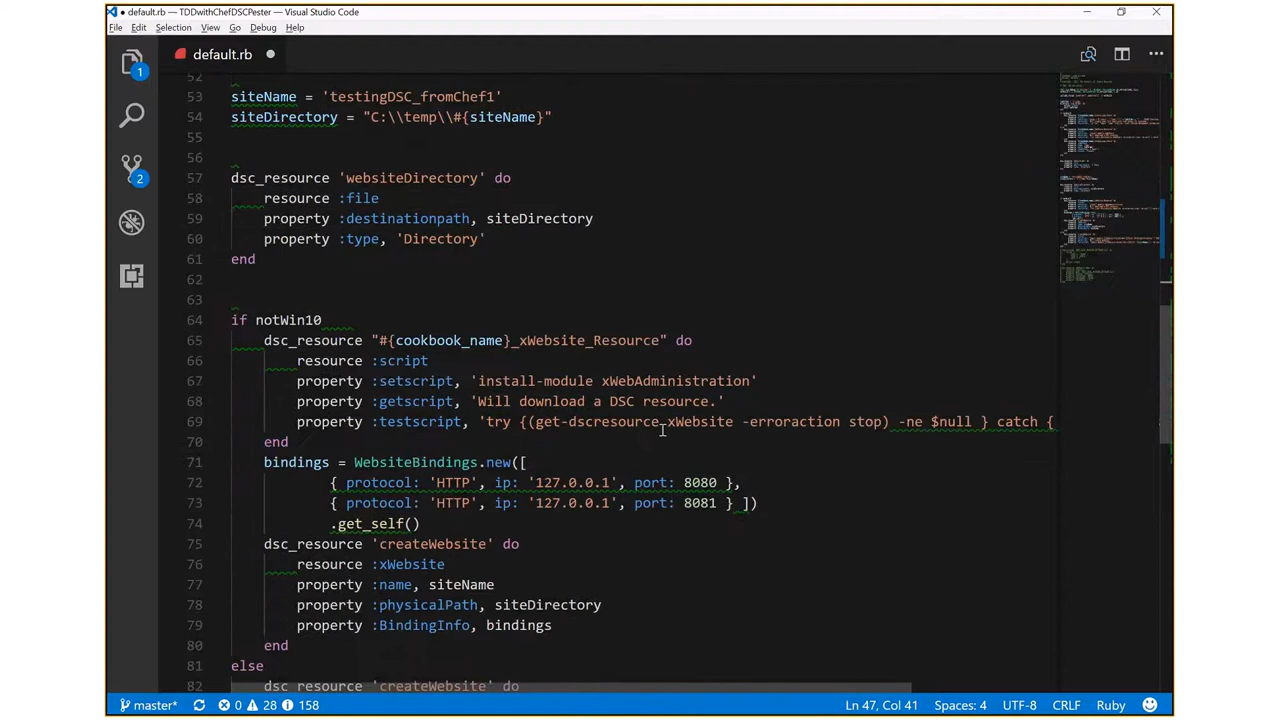 default.rb — TDDwithChefDSCPester — Visual Studio Code
File Edit Selection View Go Debug Help
1 default.rb
52
53 siteName = 'testingDSC_fromChef1'
54 siteDirectory = "C:\\temp\\#{siteName}"
55
56
57 dsc_resource 'websiteDirectory' do
58 resource :file
59 property :destinationpath, siteDirectory
60 property :type, 'Directory'
61 end
62
63
64 if notWin10
65 dsc_resource "#{cookbook_name}_xWebsite_Resource" do
66 resource :script
67 property :setscript, 'install-module xWebAdministration'
68 property :getscript, 'Will download a DSC resource.'
69 property :testscript, 'try {(get-dscresource xWebsite -erroraction stop) -ne $null } catch {
70 end
71 bindings = WebsiteBindings.new([
72 { protocol: 'HTTP', ip: '127.0.0.1', port: 8080 },
73 { protocol: 'HTTP', ip: '127.0.0.1', port: 8081 } ])
74 .get_self()
75 dsc_resource 'createWebsite' do
76 resource :xWebsite
77 property :name, siteName
78 property :physicalPath, siteDirectory
79 property :BindingInfo, bindings
80 end
81 else
82 dsc_resource 'createWebsite' do
2
master* 0 28 158 Ln 47, Col 41 Spaces: 4 UTF-8 CRLF Ruby